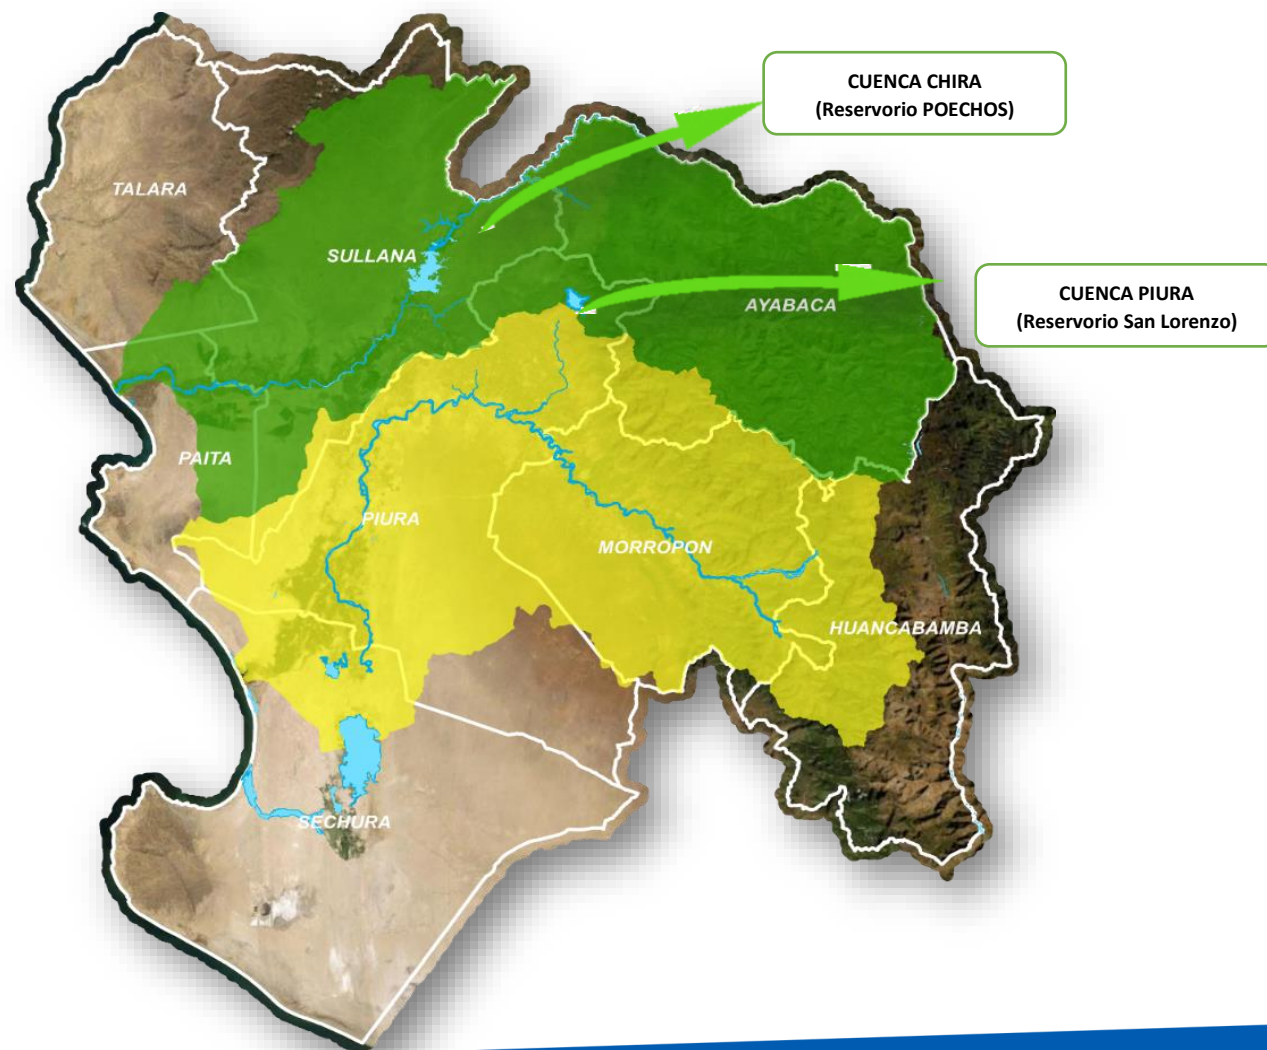 CUENCA CHIRA
(Reservorio POECHOS)
TALARA
SULLANA
CUENCA PIURA
(Reservorio San Lorenzo)
AYABACA
PAITA
PIURA
MORROPON
HUANCABAMBA
SECHURA